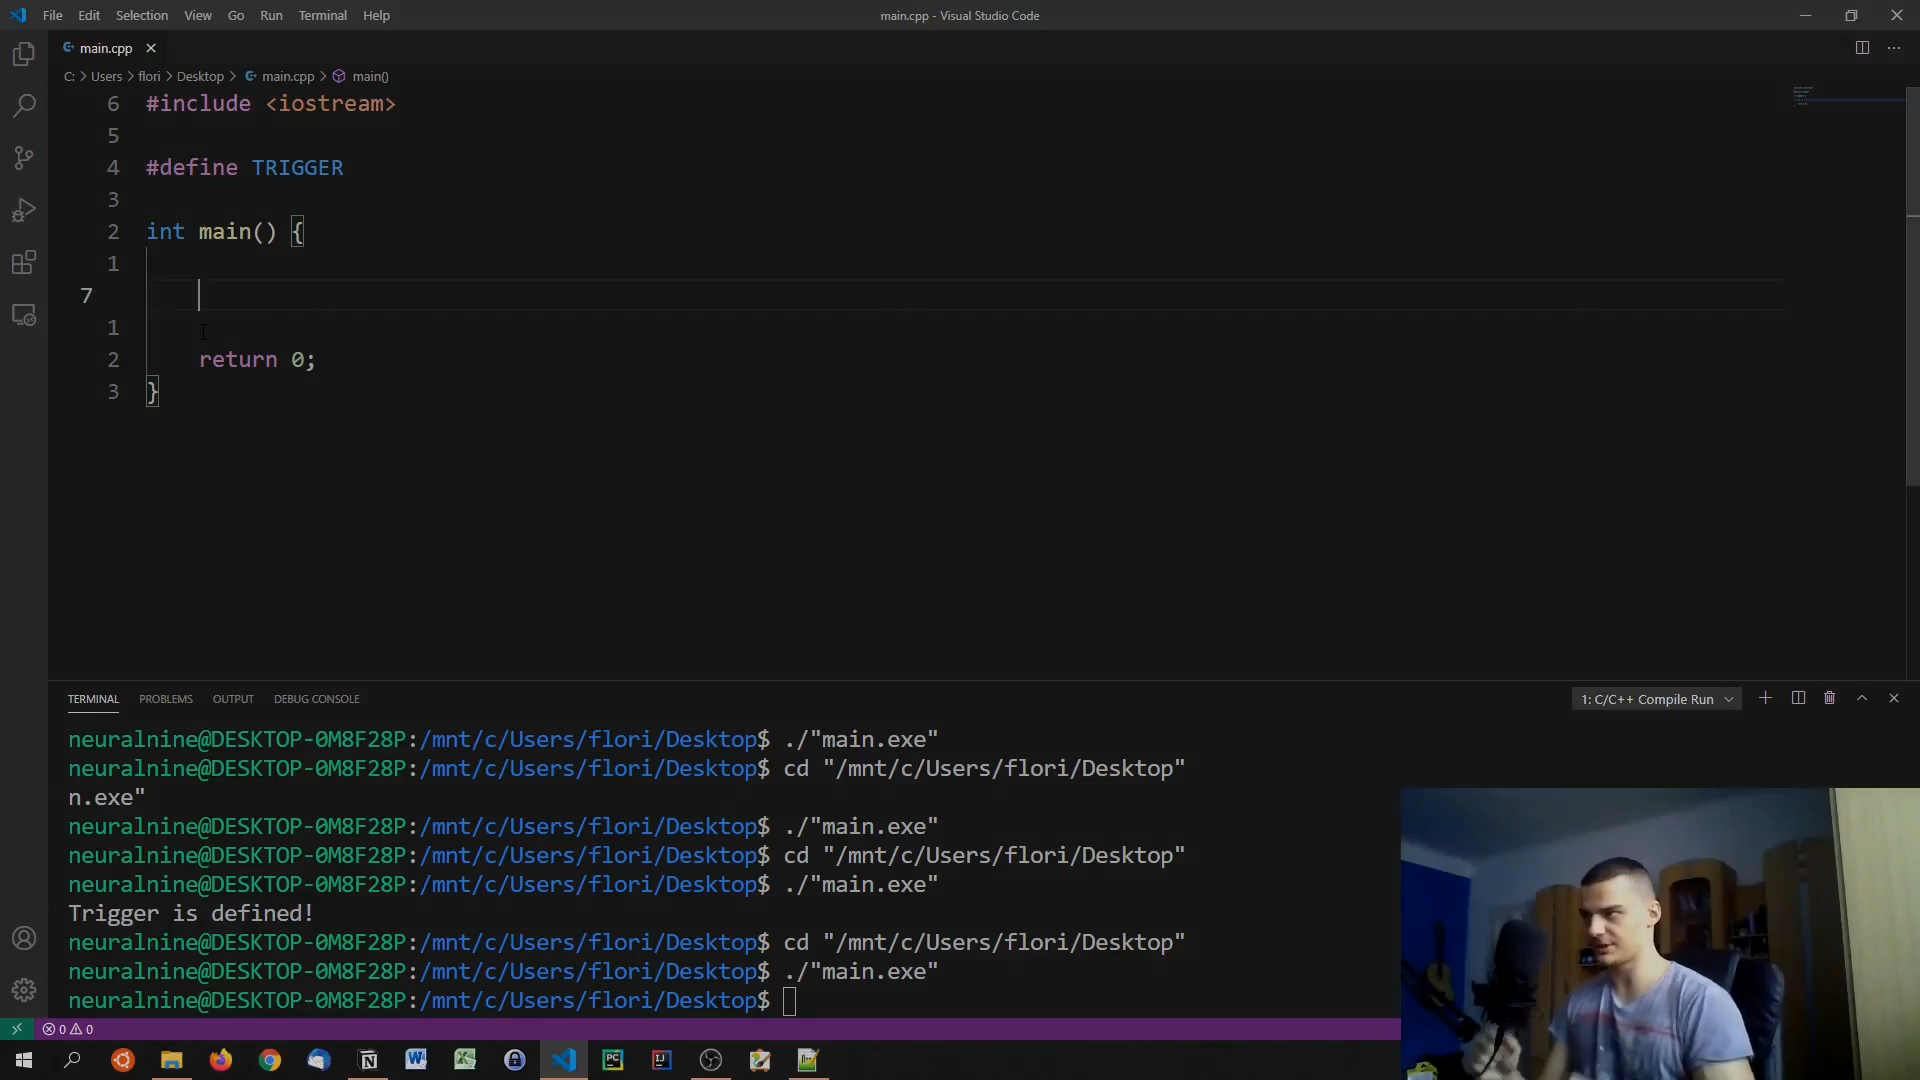 File Edit Selection View Go Run Terminal Help
main.cpp - Visual Studio Code
main.cpp
C: > Users > flori > Desktop > main.cpp > main()
6 #include <iostream>
5
4 #define TRIGGER
3
2 int main() {
1
7
1
2 return 0;
3 }
TERMINAL PROBLEMS OUTPUT DEBUG CONSOLE
1: C/C++ Compile Run
neuralnine@DESKTOP-0M8F28P:/mnt/c/Users/flori/Desktop$ ./"main.exe"
neuralnine@DESKTOP-0M8F28P:/mnt/c/Users/flori/Desktop$ cd "/mnt/c/Users/flori/Desktop"
n.exe"
neuralnine@DESKTOP-0M8F28P:/mnt/c/Users/flori/Desktop$ ./"main.exe"
neuralnine@DESKTOP-0M8F28P:/mnt/c/Users/flori/Desktop$ cd "/mnt/c/Users/flori/Desktop"
neuralnine@DESKTOP-0M8F28P:/mnt/c/Users/flori/Desktop$ ./"main.exe"
Trigger is defined!
neuralnine@DESKTOP-0M8F28P:/mnt/c/Users/flori/Desktop$ cd "/mnt/c/Users/flori/Desktop"
neuralnine@DESKTOP-0M8F28P:/mnt/c/Users/flori/Desktop$ ./"main.exe"
neuralnine@DESKTOP-0M8F28P:/mnt/c/Users/flori/Desktop$
0 0